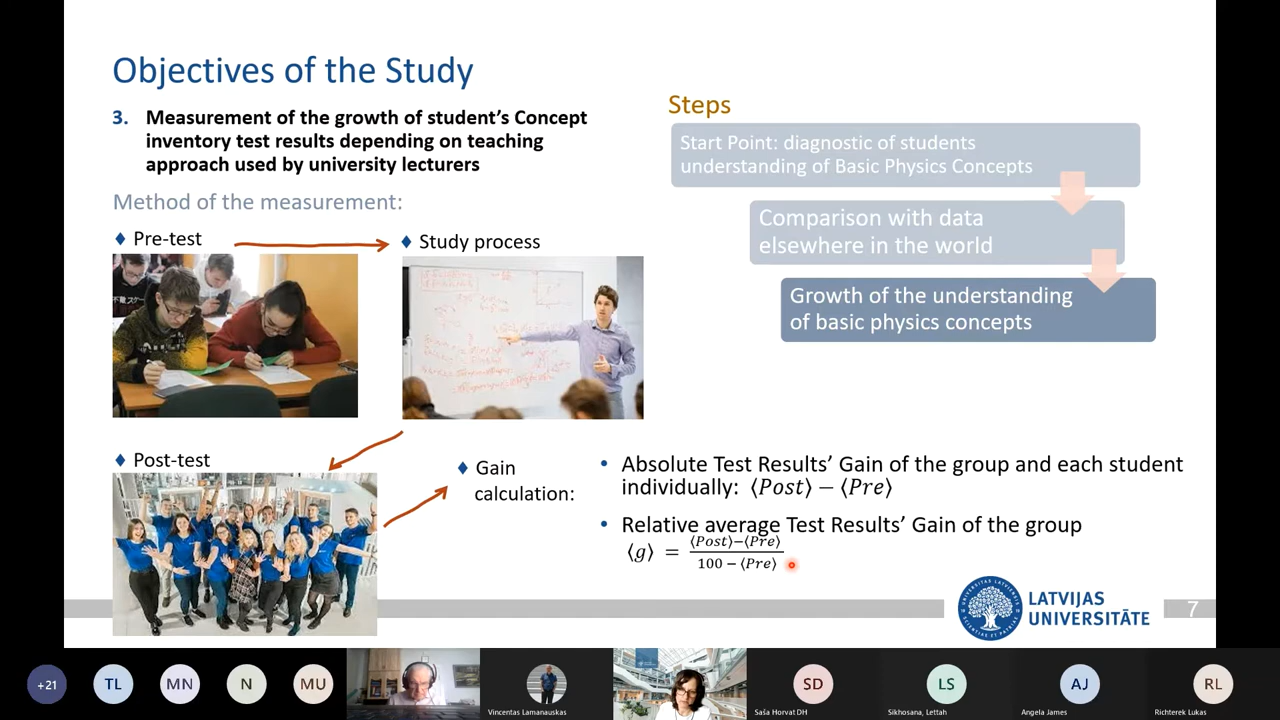 Objectives of the Study
3. Measurement of the growth of student's Concept
inventory test results depending on teaching
approach used by university lecturers
Method of the measurement:
♦ Pre-test
♦ Study process
♦ Post-test
♦ Gain
calculation:
Steps
Start Point: diagnostic of students
understanding of Basic Physics Concepts
Comparison with data
elsewhere in the world
Growth of the understanding
of basic physics concepts
• Absolute Test Results' Gain of the group and each student
individually: ⟨Post⟩ − ⟨Pre⟩
• Relative average Test Results' Gain of the group
⟨g⟩ = ⟨Post⟩−⟨Pre⟩
100 − ⟨Pre⟩
LATVIJAS
UNIVERSITĀTE
7
+21
TL
MN
N
MU
Vincentas Lamanauskas
SD
Saša Horvat DH
LS
Sikhosana, Lettah
AJ
Angela James
RL
Richterek Lukas